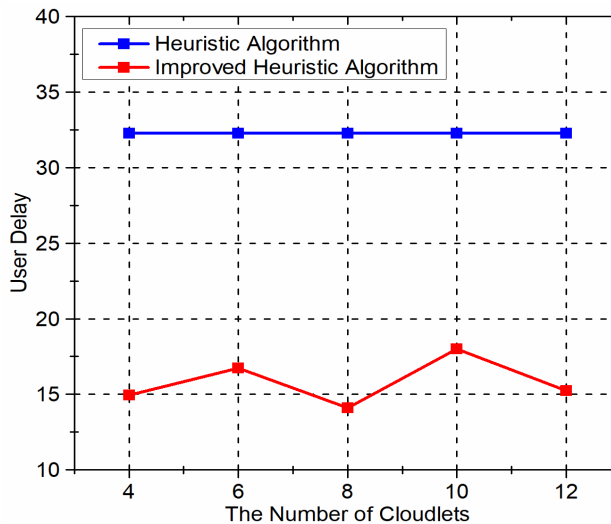 40
35
30
25
20
15
10
User Delay
Heuristic Algorithm
Improved Heuristic Algorithm
4 6 8 10 12
The Number of Cloudlets